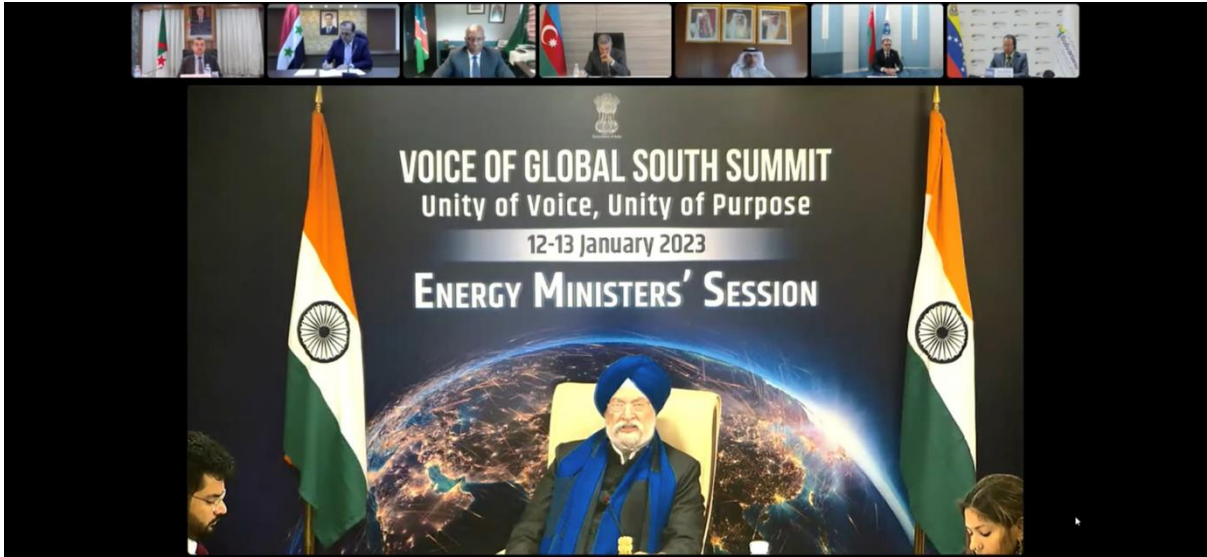 VOICE OF GLOBAL SOUTH SUMMIT
Unity of Voice, Unity of Purpose
12-13 January 2023
ENERGY MINISTERS' SESSION